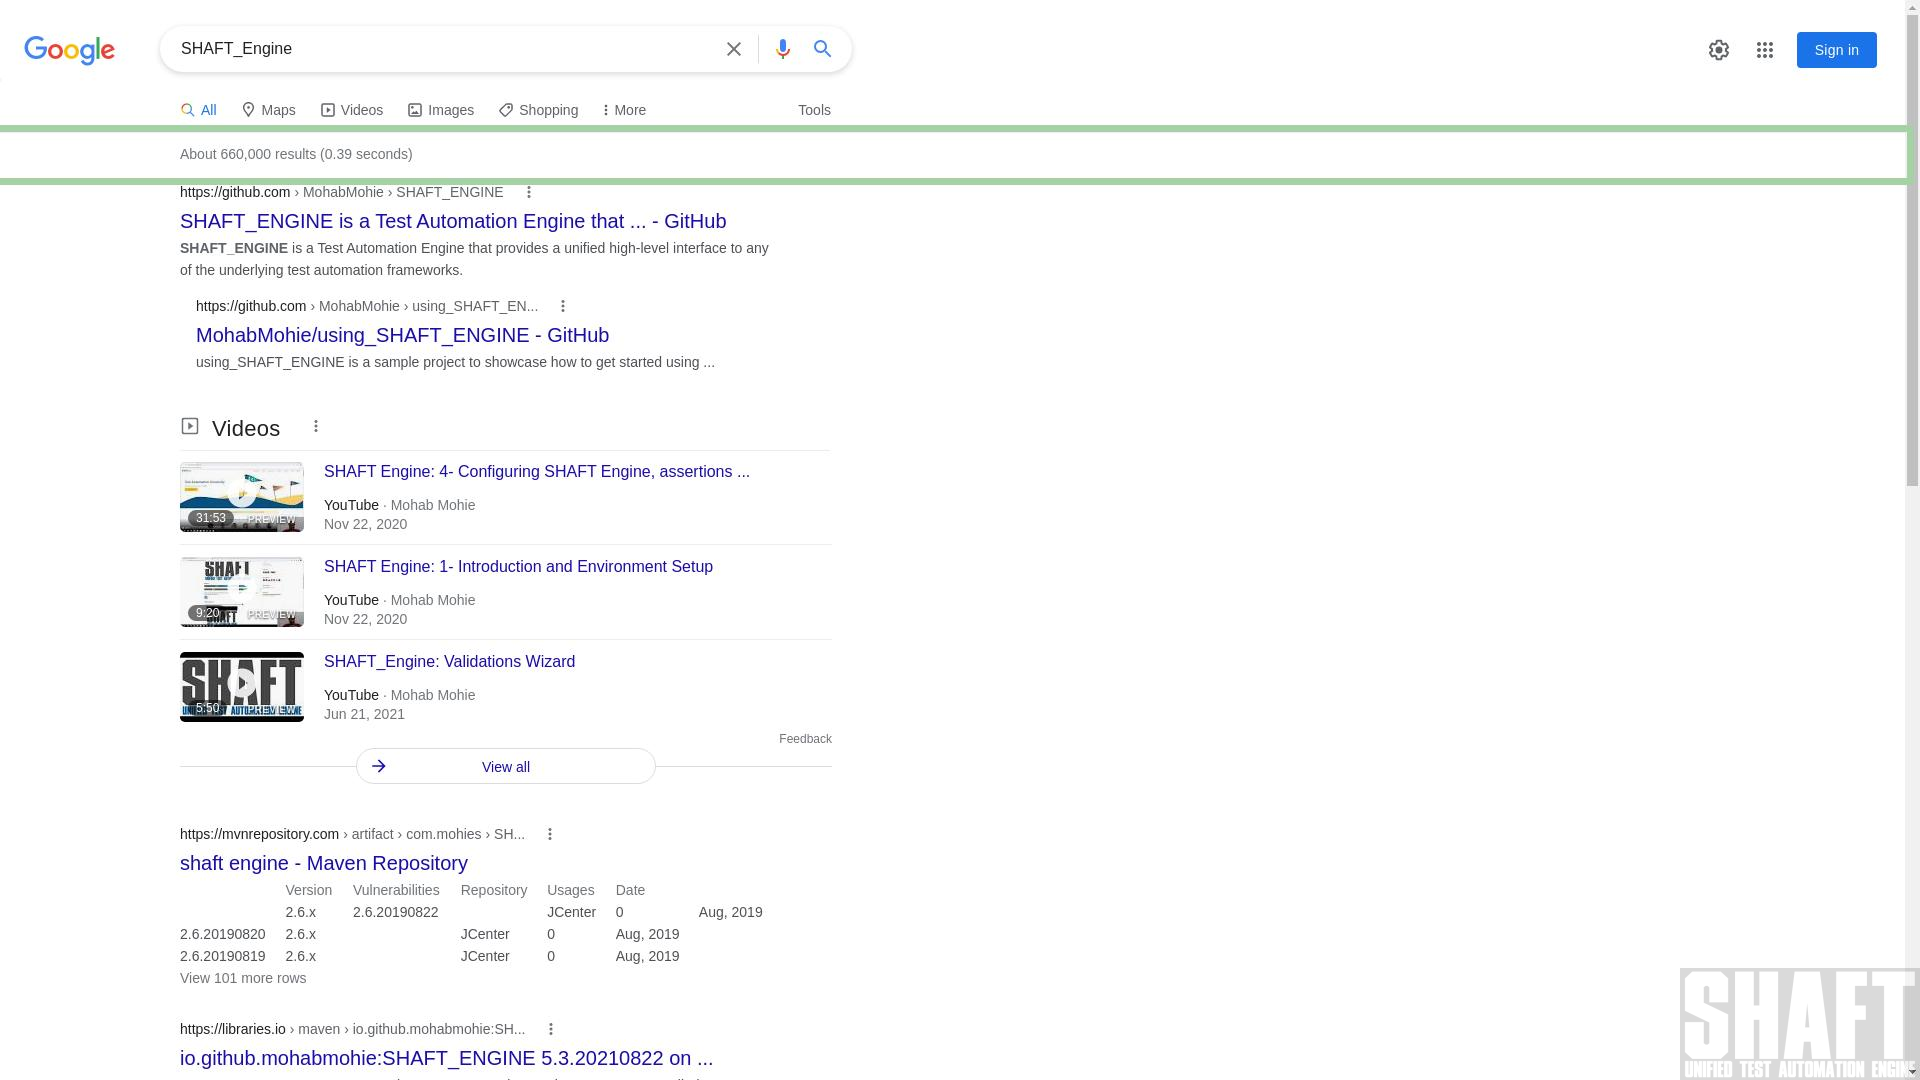 Google
SHAFT_Engine
Sign in
All
Maps
Videos
Images
Shopping
More
Tools
About 660,000 results (0.39 seconds)
https://github.com › MohabMohie › SHAFT_ENGINE
SHAFT_ENGINE is a Test Automation Engine that ... - GitHub
SHAFT_ENGINE is a Test Automation Engine that provides a unified high-level interface to any
of the underlying test automation frameworks.
https://github.com › MohabMohie › using_SHAFT_EN...
MohabMohie/using_SHAFT_ENGINE - GitHub
using_SHAFT_ENGINE is a sample project to showcase how to get started using ...
Videos
SHAFT Engine: 4- Configuring SHAFT Engine, assertions ...
31:53
PREVIEW
YouTube · Mohab Mohie
Nov 22, 2020
SHAFT Engine: 1- Introduction and Environment Setup
SHAFT
9:20
PREVIEW
YouTube · Mohab Mohie
Nov 22, 2020
SHAFT_Engine: Validations Wizard
SHAFT
UNIFIED TEST AUTOMATION ENGINE
5:50
PREVIEW
YouTube · Mohab Mohie
Jun 21, 2021
Feedback
View all
https://mvnrepository.com › artifact › com.mohies › SH...
shaft engine - Maven Repository
Version Vulnerabilities Repository Usages Date
2.6.x 2.6.20190822 JCenter 0 Aug, 2019
2.6.20190820 2.6.x JCenter 0 Aug, 2019
2.6.20190819 2.6.x JCenter 0 Aug, 2019
View 101 more rows
https://libraries.io › maven › io.github.mohabmohie:SH...
io.github.mohabmohie:SHAFT_ENGINE 5.3.20210822 on ...
SHAFT
UNIFIED TEST AUTOMATION ENGINE